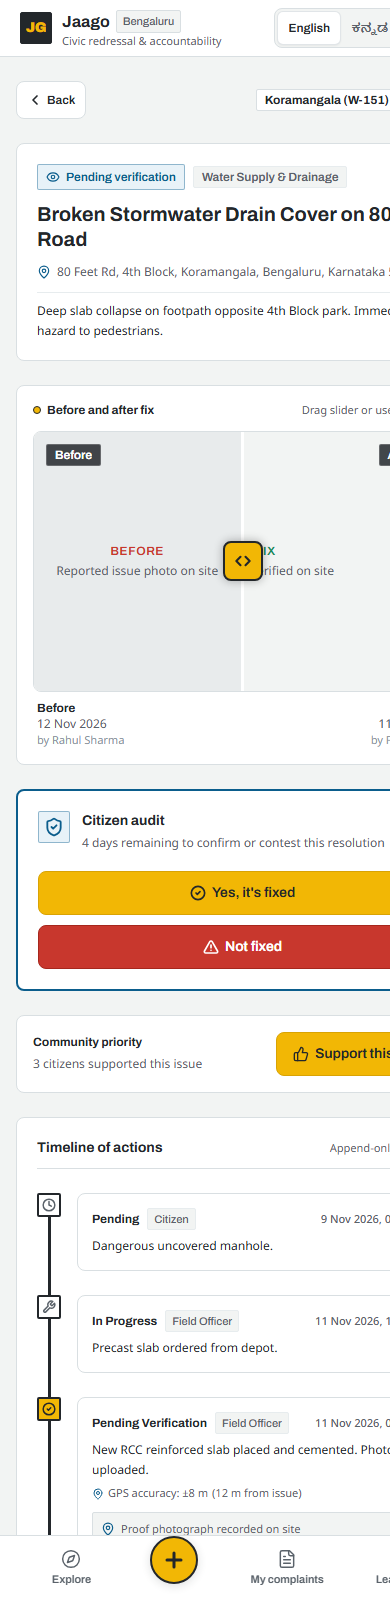 JG
Jaago
Bengaluru
Civic redressal & accountability
English
ಕನ್ನಡ
Back
Koramangala (W-151)
Pending verification
Water Supply & Drainage
Broken Stormwater Drain Cover on 80
Road
80 Feet Rd, 4th Block, Koramangala, Bengaluru, Karnataka
Deep slab collapse on footpath opposite 4th Block park.
hazard to pedestrians.
Before and after fix
Drag slider or use
Before
BEFORE
IX
Reported issue photo on site
rified on site
Before
12 Nov 2026
11
by Rahul Sharma
by
Citizen audit
4 days remaining to confirm or contest this resolution
Yes, it's fixed
Not fixed
Community priority
3 citizens supported this issue
Support this
Timeline of actions
Pending
Citizen
9 Nov 2026, 0
Dangerous uncovered manhole.
In Progress
Field Officer
11 Nov 2026, 1
Precast slab ordered from depot.
Pending Verification
Field Officer
11 Nov 2026, 0
New RCC reinforced slab placed and cemented.
uploaded.
GPS accuracy: ±8 m (12 m from issue)
Proof photograph recorded on site
Explore
My complaints